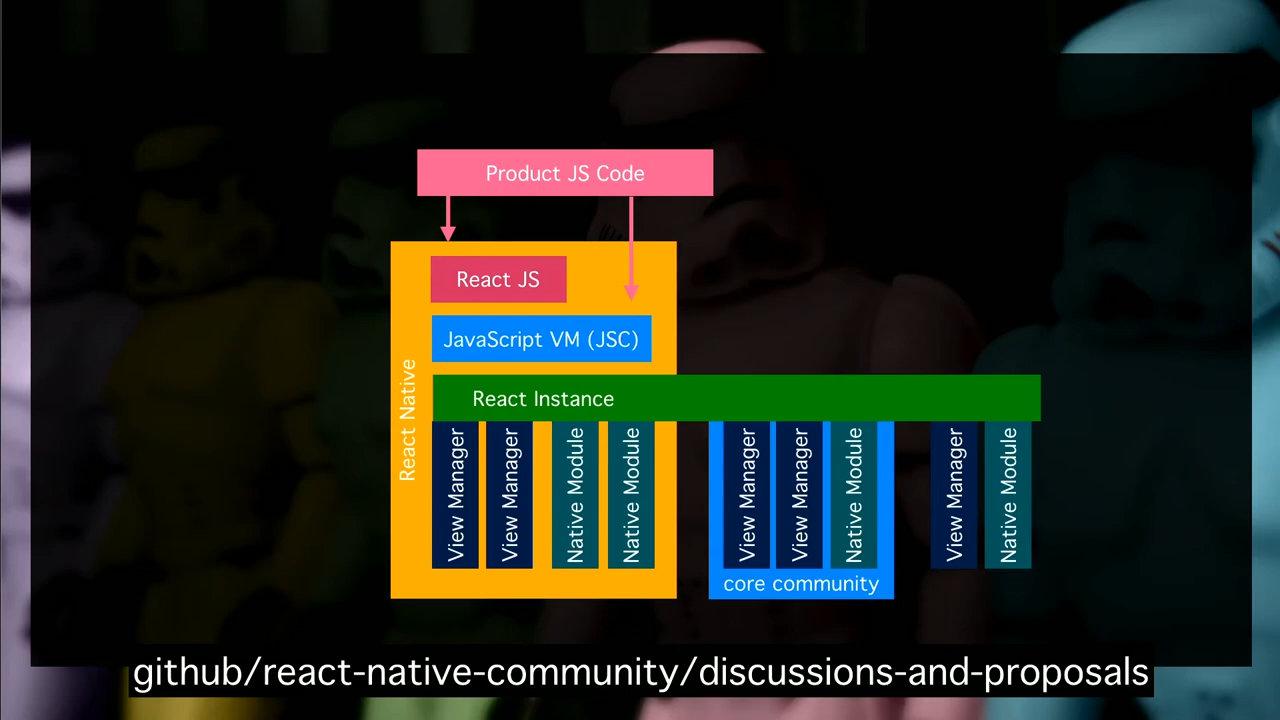 Product JS Code
React JS
JavaScript VM (JSC)
React Native
React Instance
View Manager
View Manager
Native Module
Native Module
View Manager
View Manager
Native Module
View Manager
Native Module
core community
github/react-native-community/discussions-and-proposals